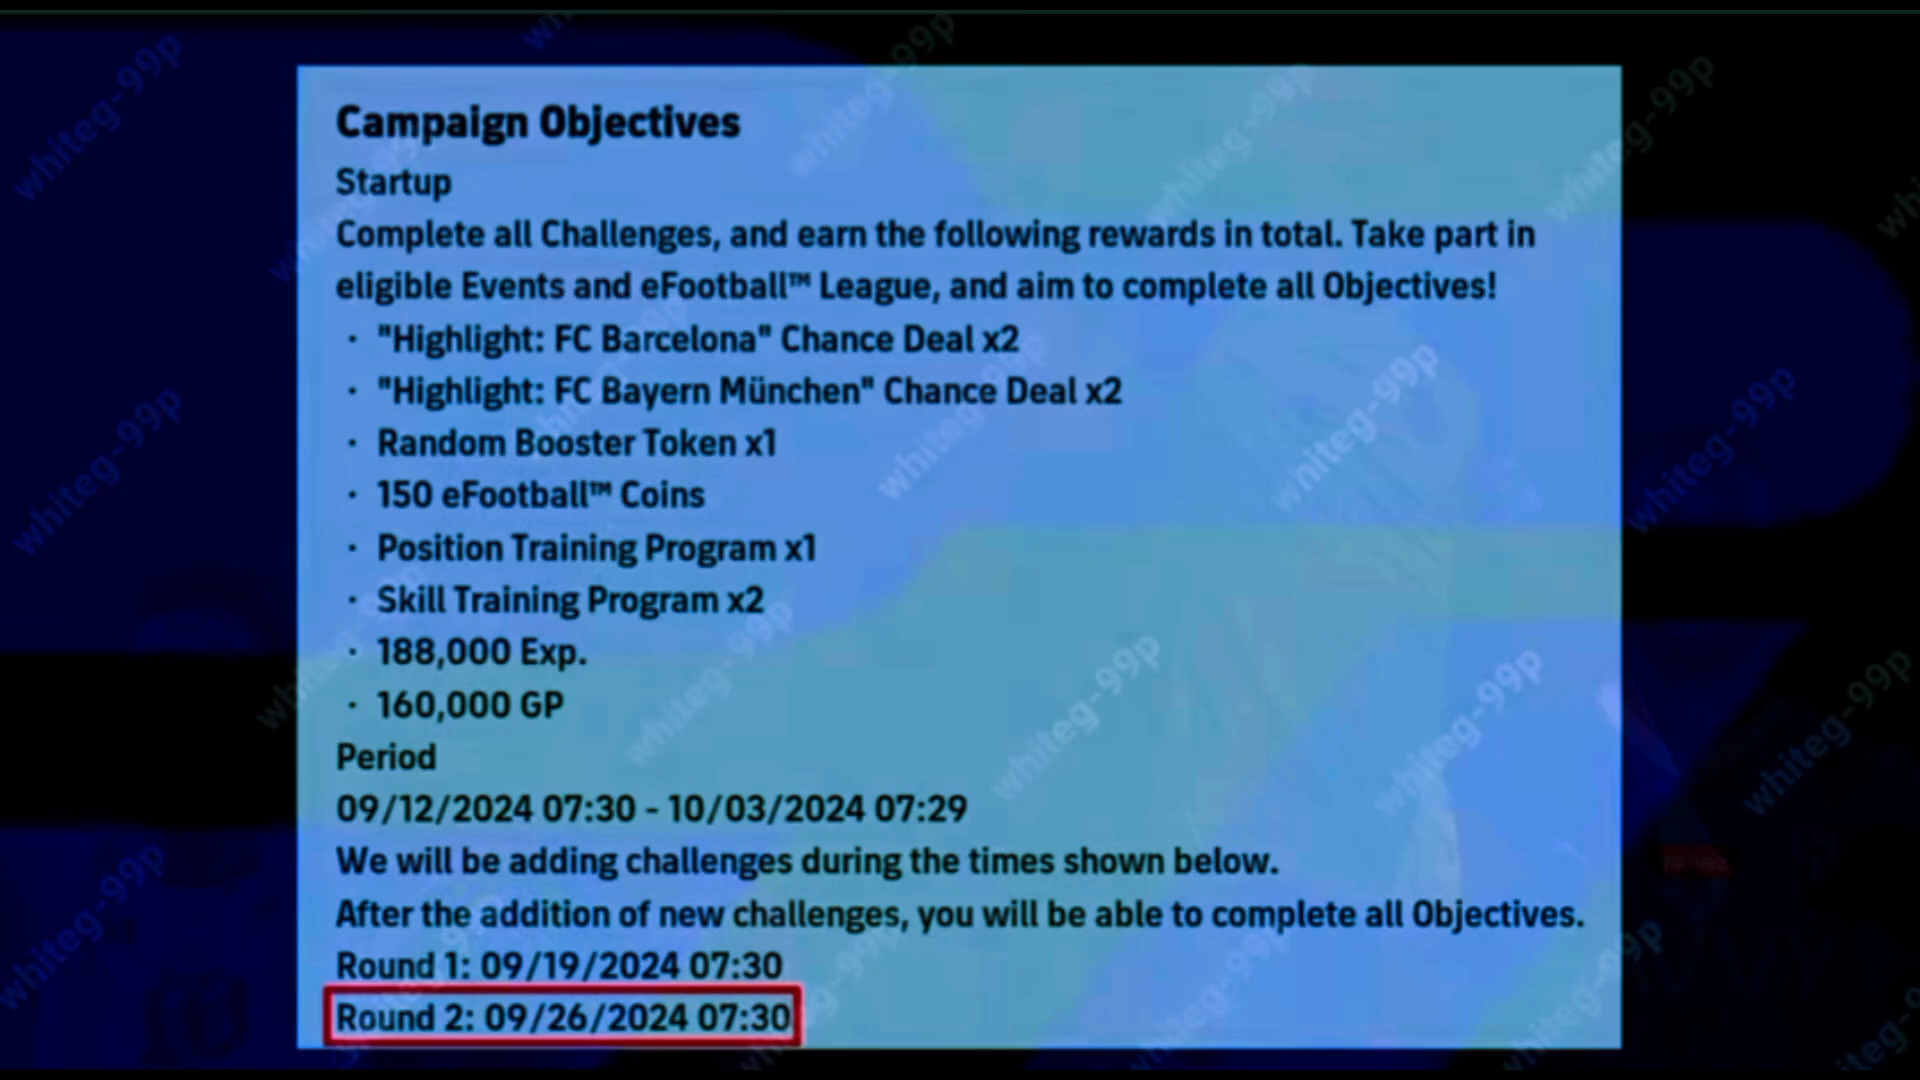 Campaign Objectives
Startup
Complete all Challenges, and earn the following rewards in total. Take part in
eligible Events and eFootball™ League, and aim to complete all Objectives!
· "Highlight: FC Barcelona" Chance Deal x2
· "Highlight: FC Bayern München" Chance Deal x2
· Random Booster Token x1
· 150 eFootball™ Coins
· Position Training Program x1
· Skill Training Program x2
· 188,000 Exp.
· 160,000 GP
Period
09/12/2024 07:30 - 10/03/2024 07:29
We will be adding challenges during the times shown below.
After the addition of new challenges, you will be able to complete all Objectives.
Round 1: 09/19/2024 07:30
Round 2: 09/26/2024 07:30
whiteg-99p